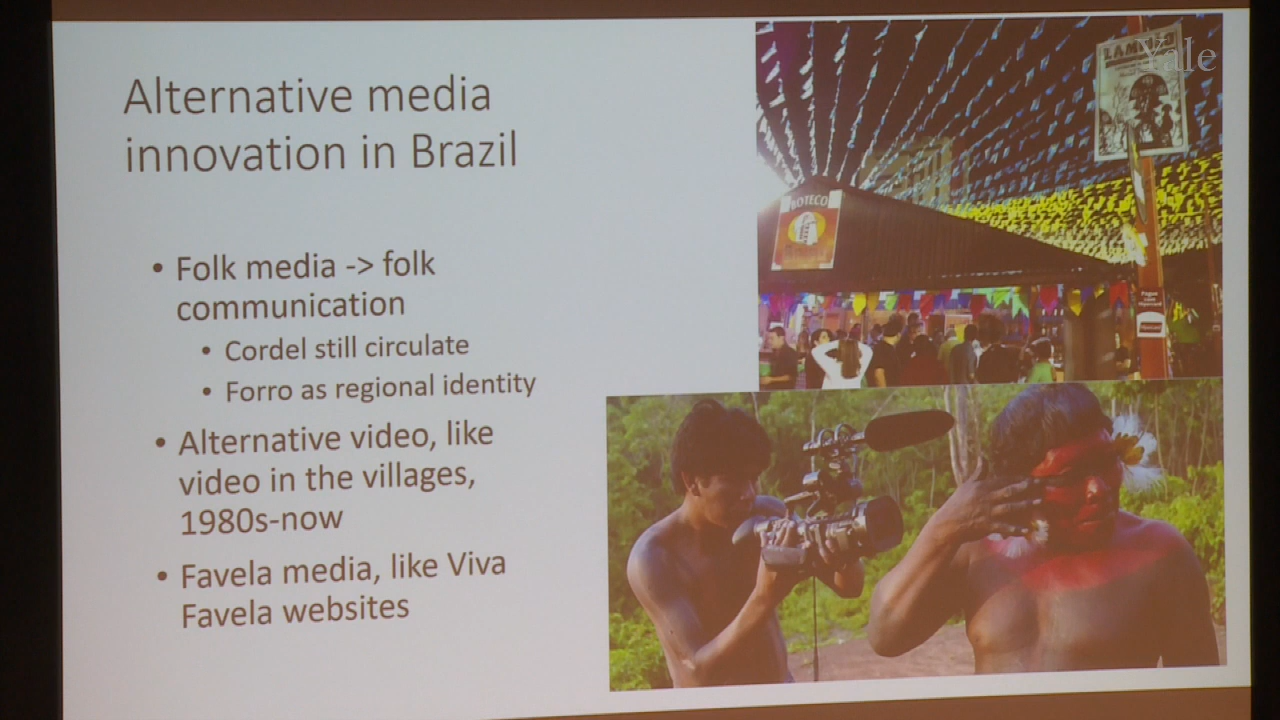 Alternative media
innovation in Brazil
• Folk media -> folk
communication
• Cordel still circulate
• Forro as regional identity
• Alternative video, like
video in the villages,
1980s-now
• Favela media, like Viva
Favela websites
Yale
BOTECO